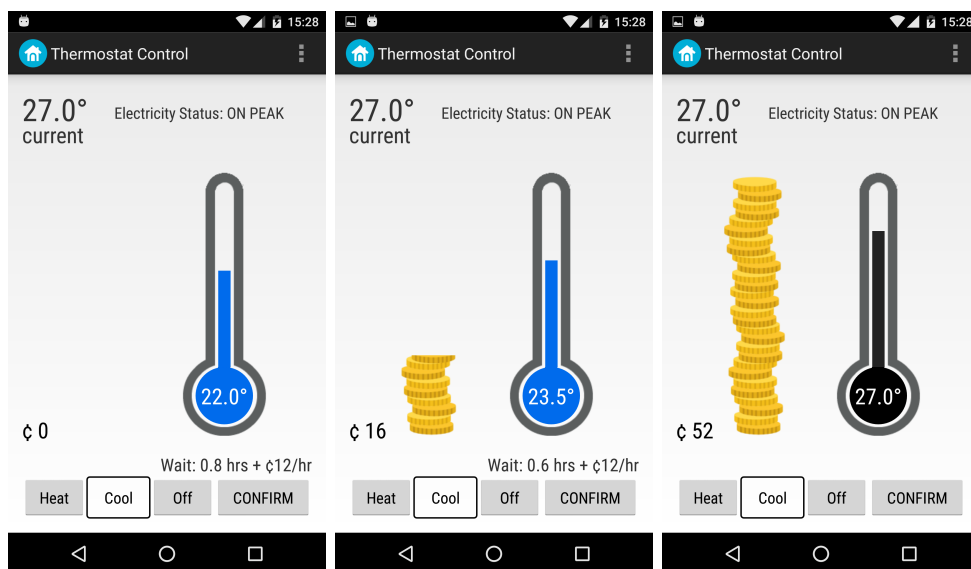 15:28
Thermostat Control
27.0°
current
Electricity Status: ON PEAK
22.0°
¢ 0
Wait: 0.8 hrs + ¢12/hr
Heat
Cool
Off
CONFIRM
15:28
Thermostat Control
27.0°
current
Electricity Status: ON PEAK
23.5°
¢ 16
Wait: 0.6 hrs + ¢12/hr
Heat
Cool
Off
CONFIRM
15:28
Thermostat Control
27.0°
current
Electricity Status: ON PEAK
27.0°
¢ 52
Heat
Cool
Off
CONFIRM